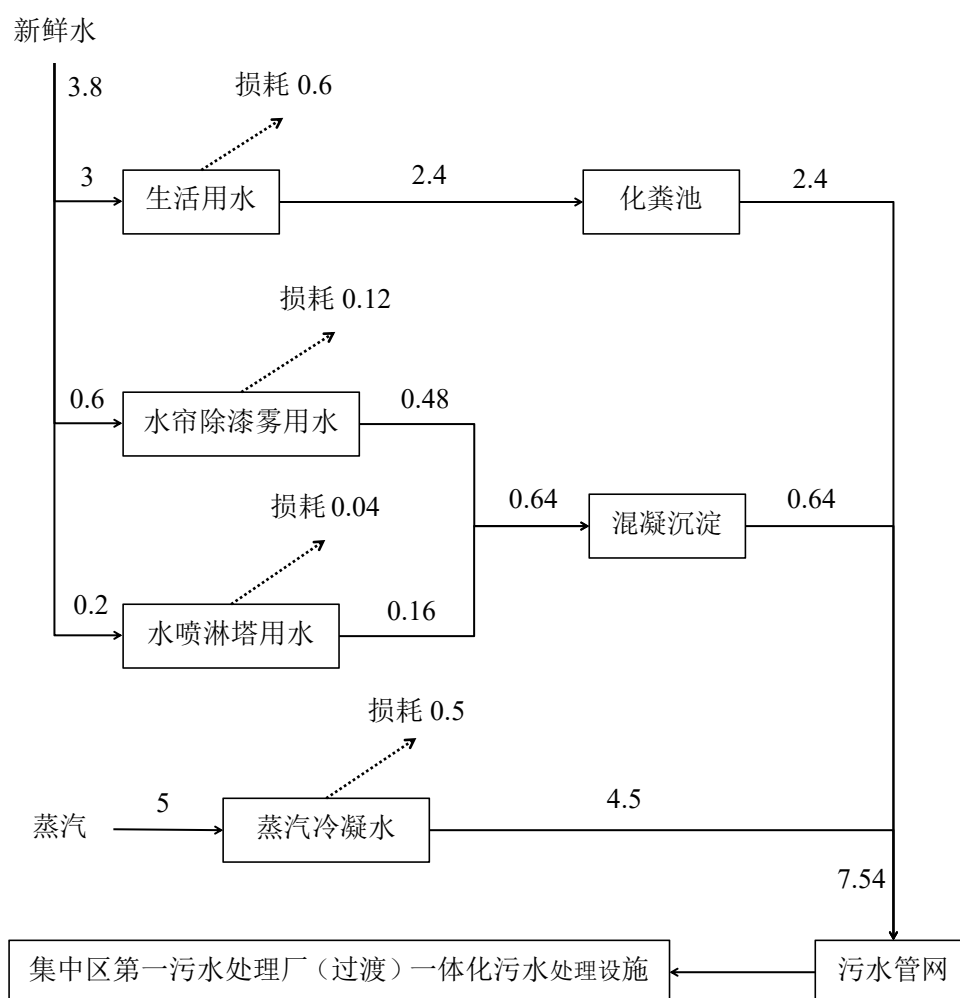 新鲜水
3.8
损耗 0.6
3
生活用水
2.4
化粪池
2.4
损耗 0.12
0.6
水帘除漆雾用水
0.48
损耗 0.04
0.64
混凝沉淀
0.64
0.2
水喷淋塔用水
0.16
损耗 0.5
蒸汽
5
蒸汽冷凝水
4.5
7.54
集中区第一污水处理厂（过渡）一体化污水处理设施
污水管网